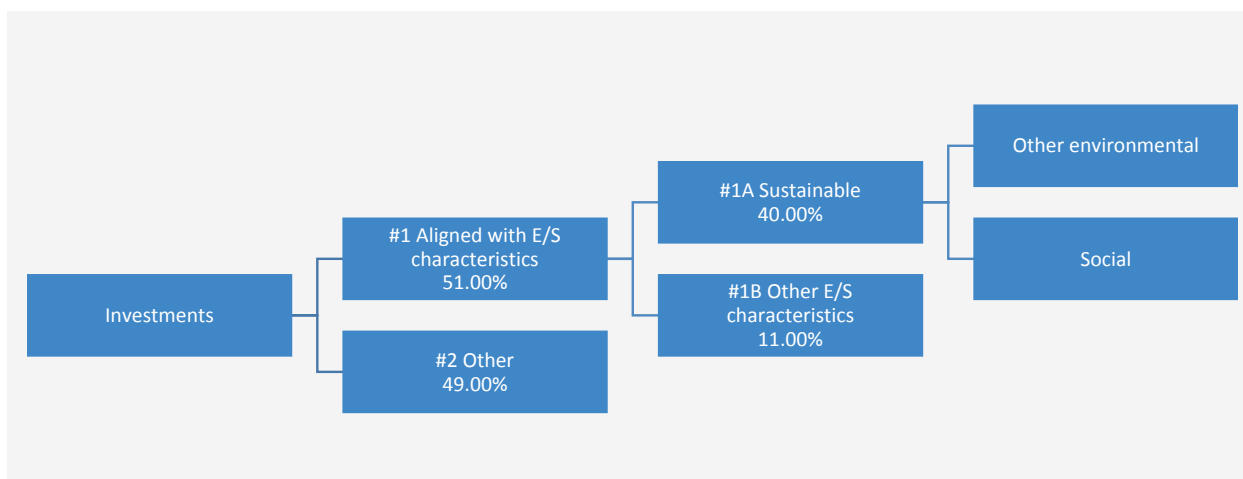 Investments
#1 Aligned with E/S
characteristics
51.00%
#2 Other
49.00%
#1A Sustainable
40.00%
#1B Other E/S
characteristics
11.00%
Other environmental
Social